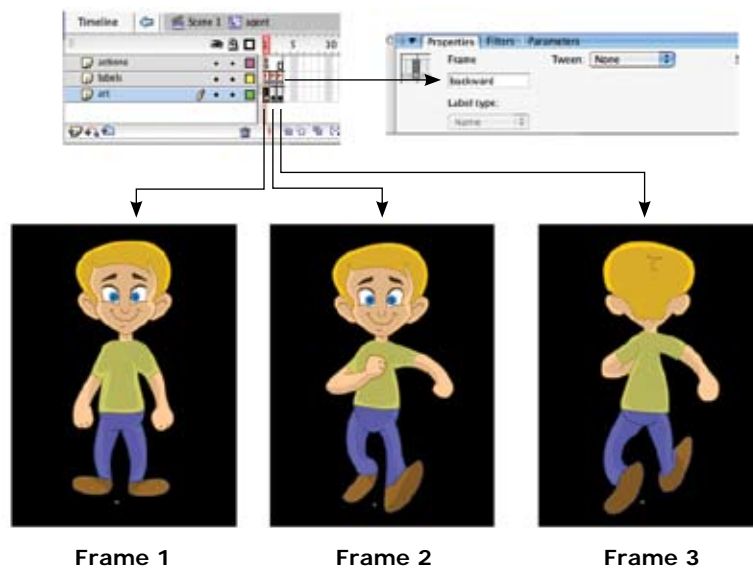 Timeline Scene 1 agent
5 10
actions
labels
art
Properties Filters Parameters
Frame Tween: None
backward
Label type:
Name
Frame 1 Frame 2 Frame 3